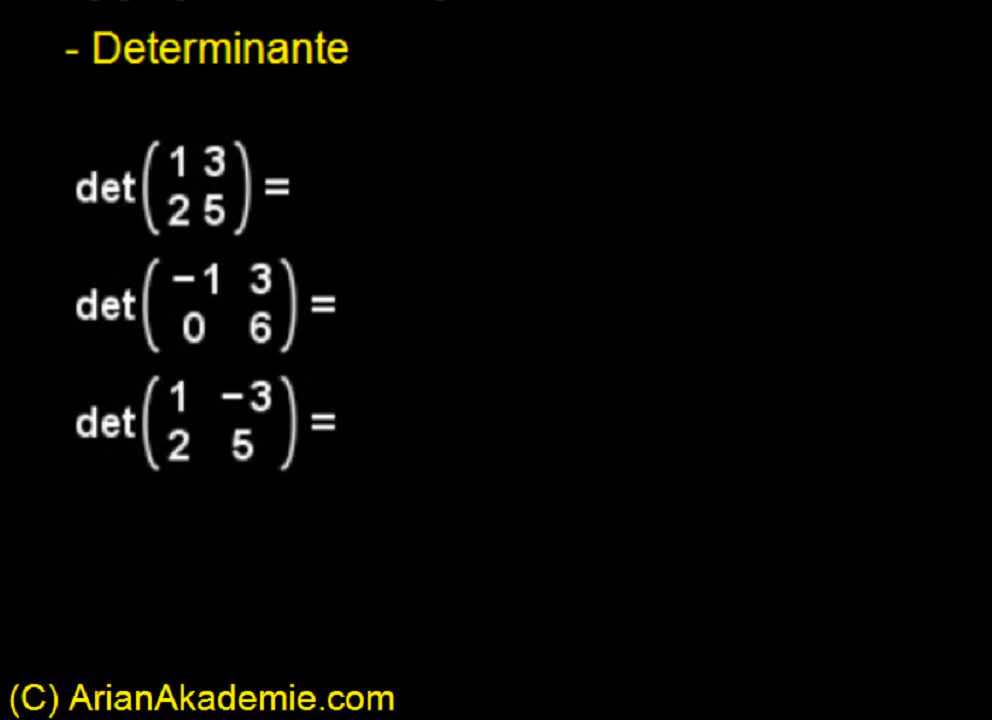 - Determinante
det ( 1 3
2 5 ) =
det ( −1 3
0 6 ) =
det ( 1 −3
2 5 ) =
(C) ArianAkademie.com